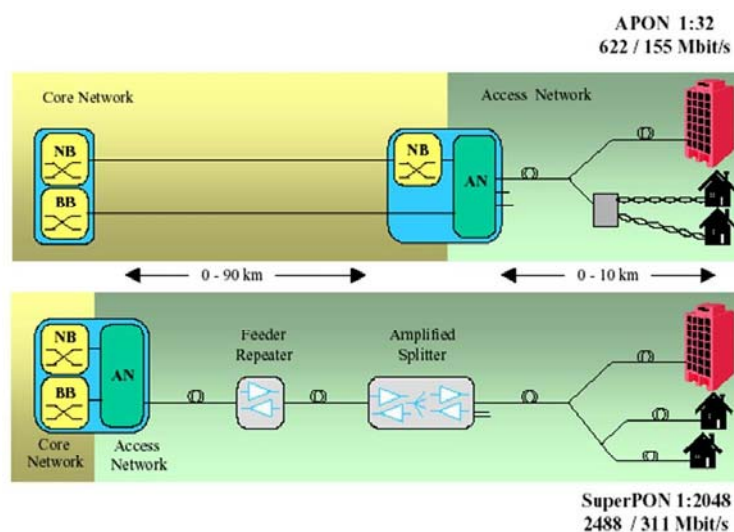 APON 1:32
622 / 155 Mbit/s
Core Network
Access Network
NB
NB
AN
BB
0 - 90 km
0 - 10 km
NB
AN
BB
Feeder
Repeater
Amplified
Splitter
Core
Network
Access
Network
SuperPON 1:2048
2488 / 311 Mbit/s